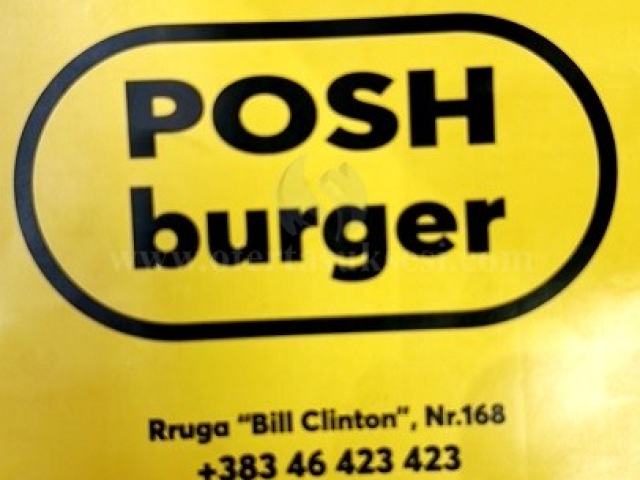 POSH
burger
Rruga "Bill Clinton", Nr.168
+383 46 423 423